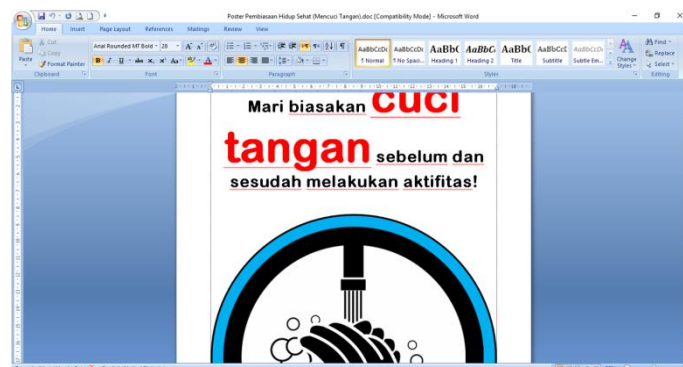 Poster Pembiasaan Hidup Sehat (Mencuci Tangan).doc [Compatibility Mode] - Microsoft Word
Home Insert Page Layout References Mailings Review View
Cut
Copy
Format Painter
Paste
Clipboard
Arial Rounded MT Bold 28
Font
Paragraph
AaBbCcDc AaBbCcDc AaBbC AaBbC AaBbC AaBbCcI AaBbCcDc
¶ Normal ¶ No Spaci... Heading 1 Heading 2 Title Subtitle Subtle Em...
Change Styles
Styles
Find
Replace
Select
Editing
Mari biasakan cuci
tangan sebelum dan
sesudah melakukan aktifitas!